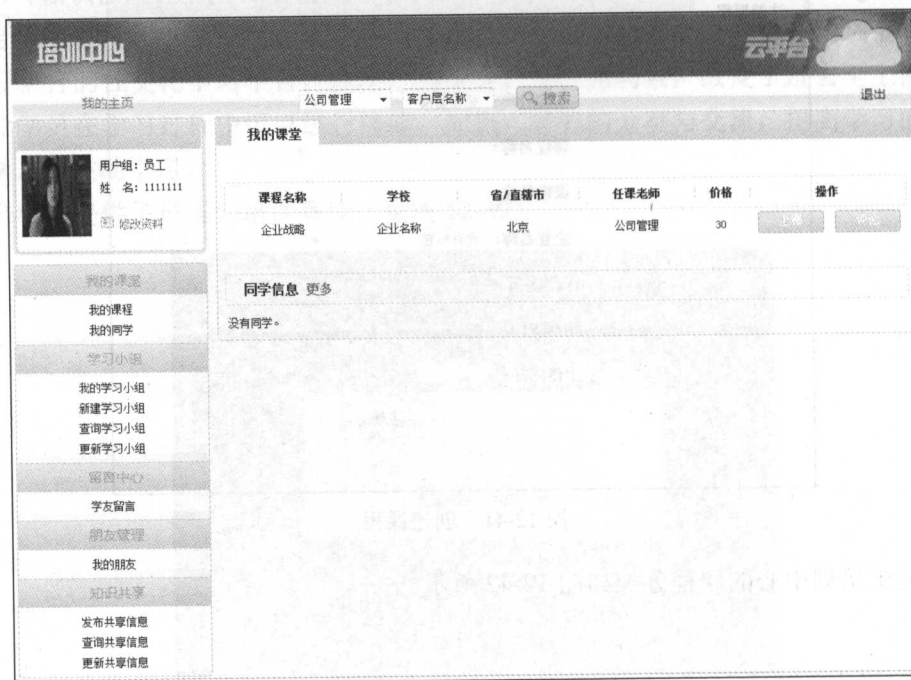 培训中心
云平台
我的主页 公司管理 客户层名称 搜索 退出
用户组：员工
姓 名：1111111
修改资料
我的课堂
课程名称 学校 省/直辖市 任课老师 价格 操作
企业战略 企业名称 北京 公司管理 30
同学信息 更多
没有同学。
我的课堂
我的课程
我的同学
学习小组
我的学习小组
新建学习小组
查询学习小组
更新学习小组
留言中心
学友留言
朋友管理
我的朋友
知识共享
发布共享信息
查询共享信息
更新共享信息